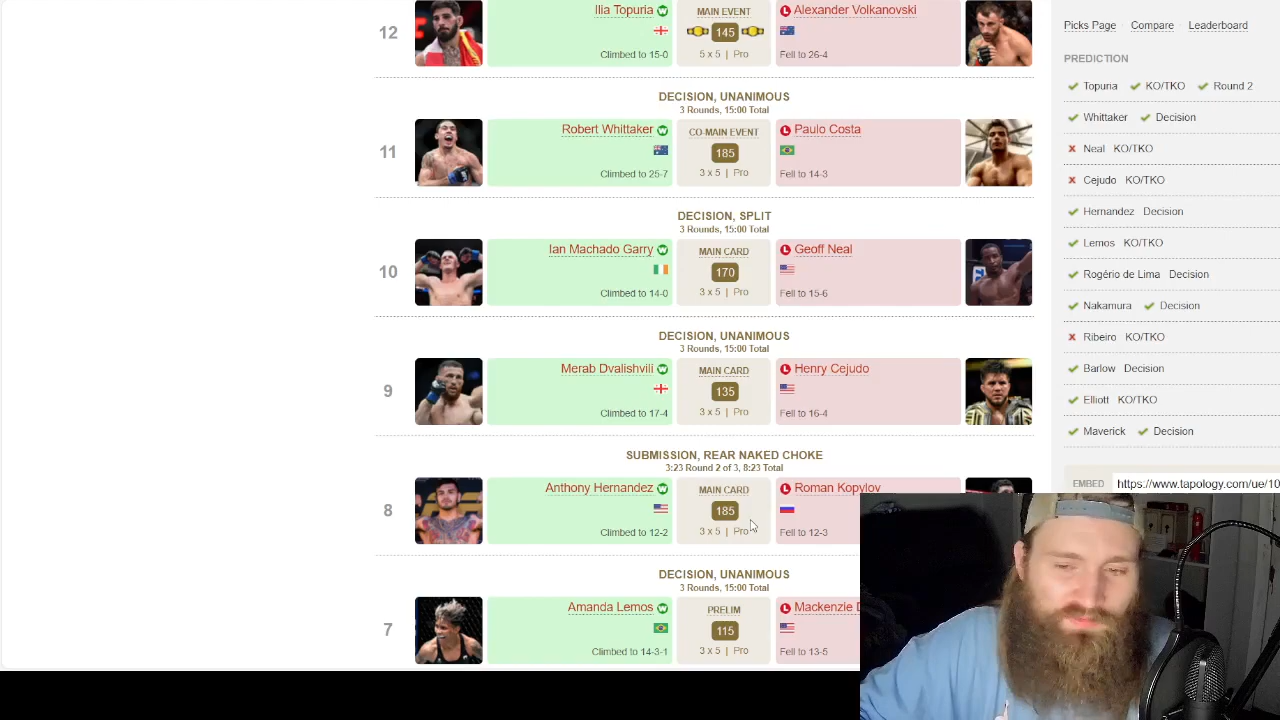 12
Ilia Topuria W
MAIN EVENT
L Alexander Volkanovski
145
Climbed to 15-0
5 x 5 | Pro
Fell to 26-4
DECISION, UNANIMOUS
3 Rounds, 15:00 Total
11
Robert Whittaker W
CO-MAIN EVENT
L Paulo Costa
185
Climbed to 25-7
3 x 5 | Pro
Fell to 14-3
DECISION, SPLIT
3 Rounds, 15:00 Total
10
Ian Machado Garry W
MAIN CARD
L Geoff Neal
170
Climbed to 14-0
3 x 5 | Pro
Fell to 15-6
DECISION, UNANIMOUS
3 Rounds, 15:00 Total
9
Merab Dvalishvili W
MAIN CARD
L Henry Cejudo
135
Climbed to 17-4
3 x 5 | Pro
Fell to 16-4
SUBMISSION, REAR NAKED CHOKE
3:23 Round 2 of 3, 8:23 Total
8
Anthony Hernandez W
MAIN CARD
L Roman Kopylov
185
Climbed to 12-2
3 x 5 | Pro
Fell to 12-3
DECISION, UNANIMOUS
3 Rounds, 15:00 Total
7
Amanda Lemos W
PRELIM
L Mackenzie
115
Climbed to 14-3-1
3 x 5 | Pro
Fell to 13-5
Picks Page Compare Leaderboard
PREDICTION
Topuria KO/TKO Round 2
Whittaker Decision
Neal KO/TKO
Cejudo KO/TKO
Hernandez Decision
Lemos KO/TKO
Rogério de Lima Decision
Nakamura Decision
Ribeiro KO/TKO
Barlow Decision
Elliott KO/TKO
Maverick Decision
EMBED https://www.tapology.com/ue/10